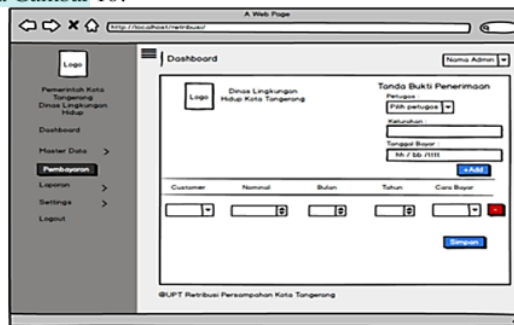 A Web Page
http://localhost/retribusi/
Logo
Pemerintah Kota
Tangerang
Dinas Lingkungan
Hidup
Dashboard
Master Data >
Pembayaran
Laporan >
Settings >
Logout
Dashboard
Nama Admin
Logo
Dinas Lingkungan
Hidup Kota Tangerang
Tanda Bukti Penerimaan
Petugas :
Pilih petugas
Kelurahan :
Tanggal Bayar :
hh / bb /tttt
+Add
Customer Nominal Bulan Tahun Cara Bayar
-
Simpan
@UPT Retribusi Persampahan Kota Tangerang